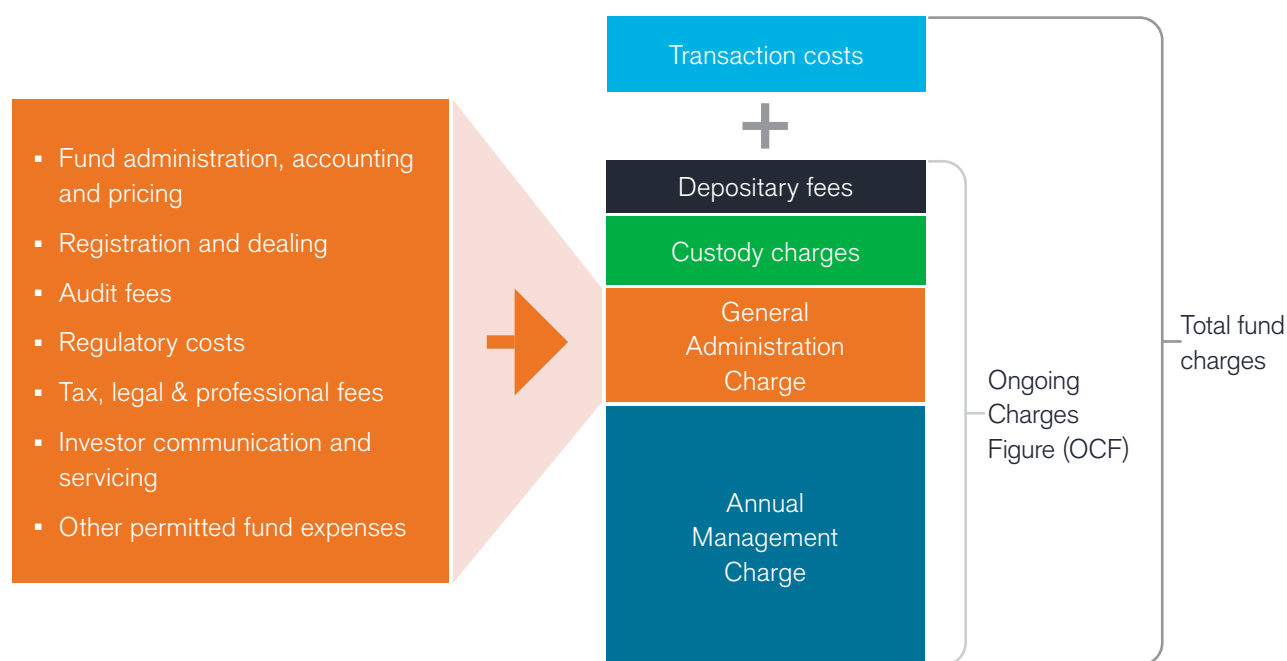 Transaction costs
▪ Fund administration, accounting
and pricing
▪ Registration and dealing
▪ Audit fees
▪ Regulatory costs
▪ Tax, legal & professional fees
▪ Investor communication and
servicing
▪ Other permitted fund expenses
+
Depositary fees
Custody charges
General
Administration
Charge
Annual
Management
Charge
Ongoing
Charges
Figure (OCF)
Total fund
charges